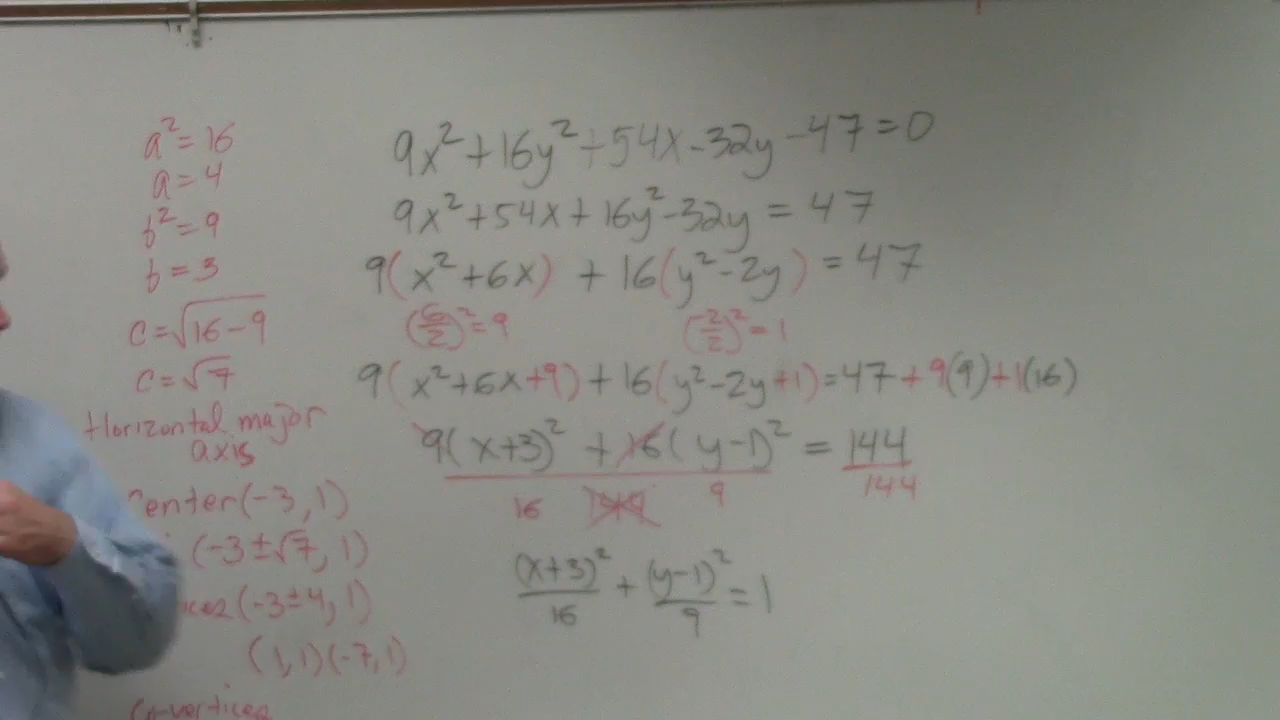 a² = 16
a = 4
b² = 9
b = 3
c = √16 - 9
c = √7
Horizontal major
axis
Center (-3, 1)
(-3 ± √7, 1)
(-3 ± 4, 1)
(1, 1) (-7, 1)
Co-vertices
9x² + 16y² + 54x - 32y - 47 = 0
9x² + 54x + 16y² - 32y = 47
9(x² + 6x) + 16(y² - 2y) = 47
(6/2)² = 9 (-2/2)² = 1
9(x² + 6x + 9) + 16(y² - 2y + 1) = 47 + 9(9) + 1(16)
9(x+3)² + 16(y-1)² = 144
16 144 9 144
(x+3)²/16 + (y-1)²/9 = 1